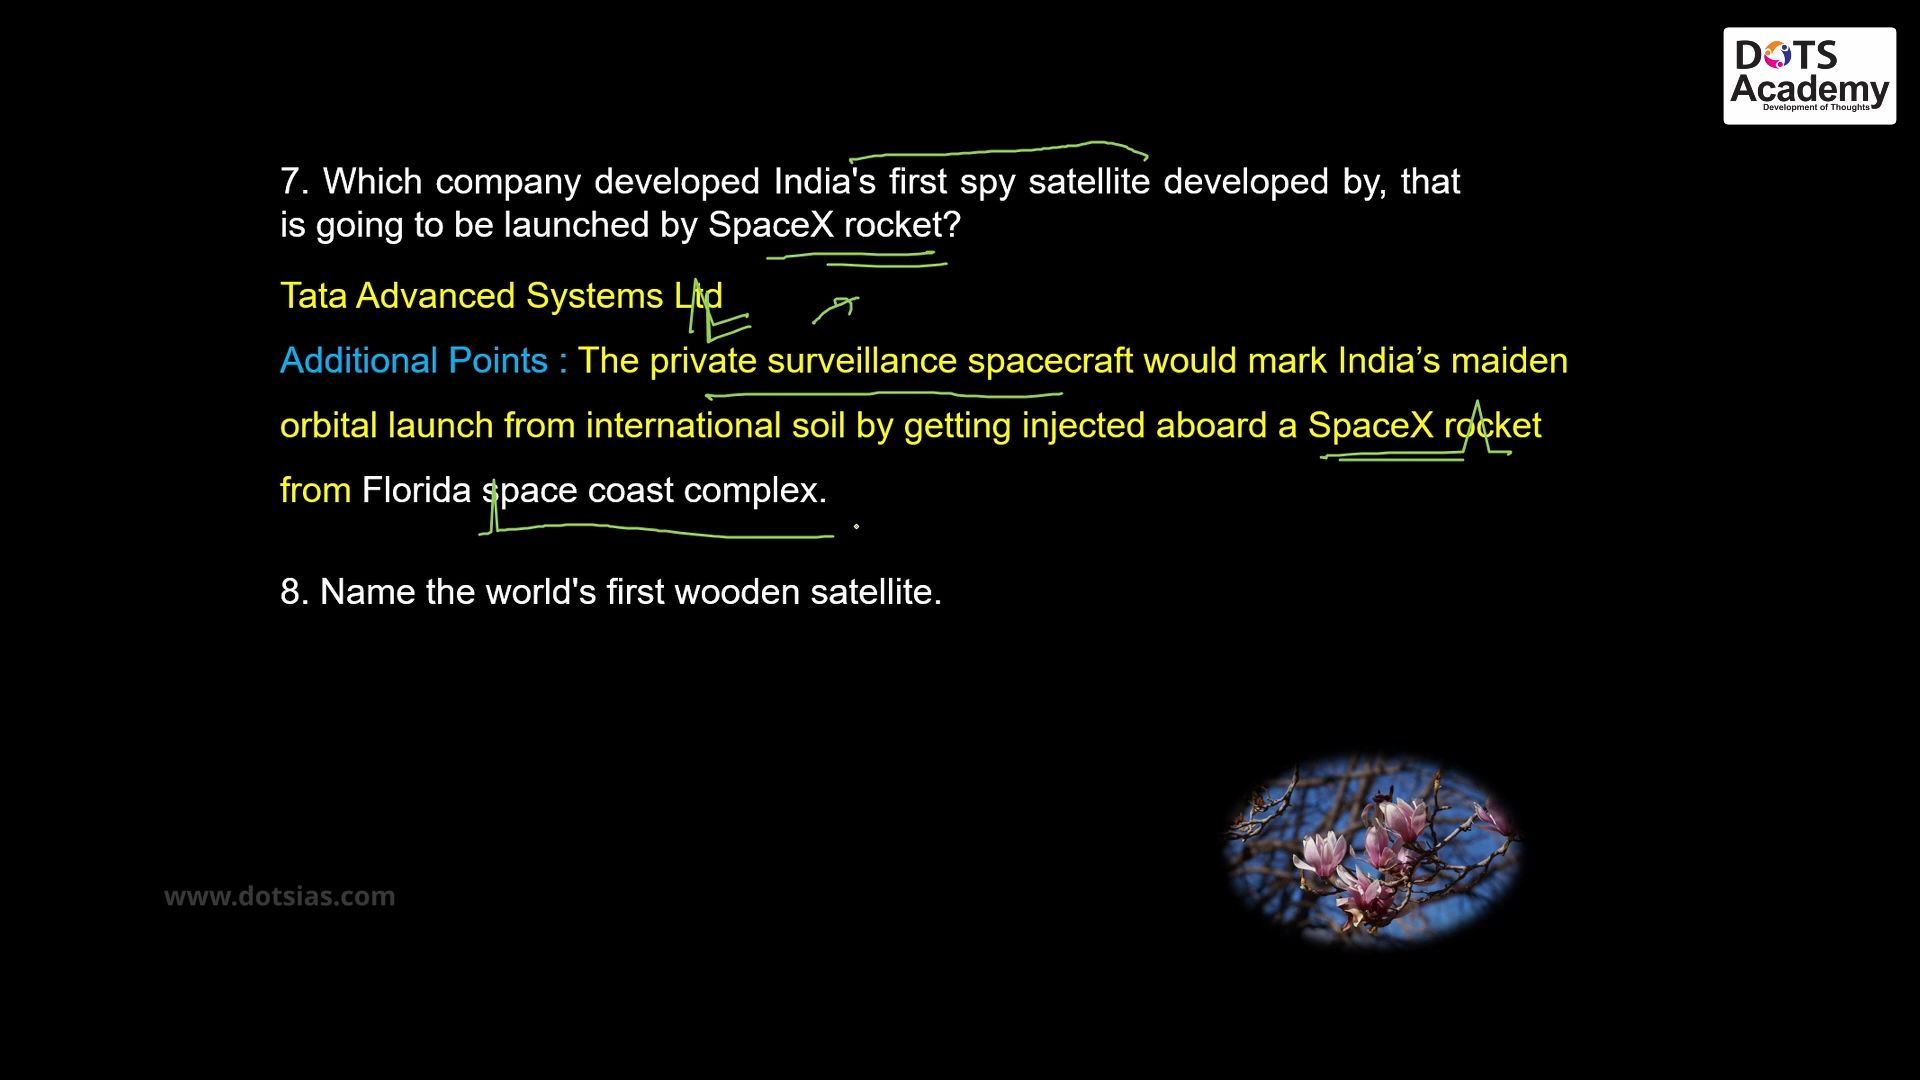 DOTS
Academy
Development of Thoughts
7. Which company developed India's first spy satellite developed by, that
is going to be launched by SpaceX rocket?
Tata Advanced Systems Ltd
Additional Points : The private surveillance spacecraft would mark India’s maiden
orbital launch from international soil by getting injected aboard a SpaceX rocket
from Florida space coast complex.
8. Name the world's first wooden satellite.
www.dotsias.com